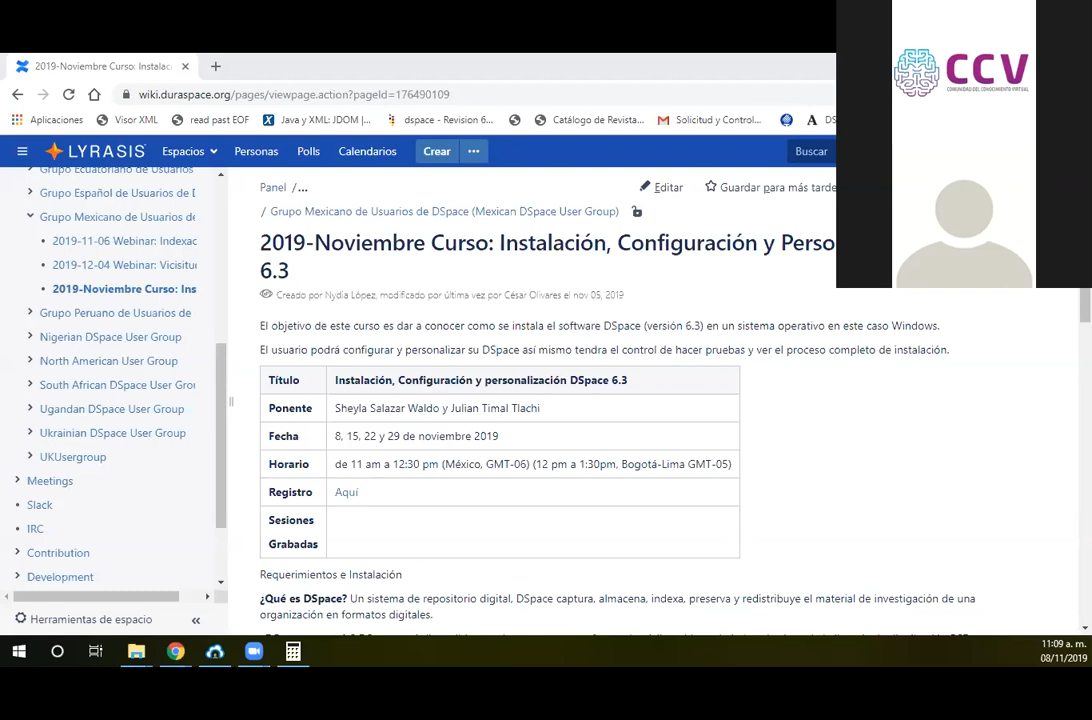 2019-Noviembre Curso: Instalac
wiki.duraspace.org/pages/viewpage.action?pageId=176490109
Aplicaciones
Visor XML
read past EOF
Java y XML: JDOM |...
dspace - Revision 6...
Catálogo de Revista...
Solicitud y Control...
A DS
LYRASIS
Espacios
Personas
Polls
Calendarios
Crear
Buscar
CCV
COMUNIDAD DEL CONOCIMIENTO VIRTUAL
Grupo Ecuatoriano de Usuarios
Grupo Español de Usuarios de D
Grupo Mexicano de Usuarios de
2019-11-06 Webinar: Indexac
2019-12-04 Webinar: Vicisitu
2019-Noviembre Curso: Ins
Grupo Peruano de Usuarios de
Nigerian DSpace User Group
North American User Group
South African DSpace User Grou
Ugandan DSpace User Group
Ukrainian DSpace User Group
UKUsergroup
Meetings
Slack
IRC
Contribution
Development
Herramientas de espacio
Panel /...
Editar
Guardar para más tarde
/ Grupo Mexicano de Usuarios de DSpace (Mexican DSpace User Group)
2019-Noviembre Curso: Instalación, Configuración y Perso
6.3
Creado por Nydia López, modificado por última vez por César Olivares el nov 05, 2019
El objetivo de este curso es dar a conocer como se instala el software DSpace (versión 6.3) en un sistema operativo en este caso Windows.
El usuario podrá configurar y personalizar su DSpace así mismo tendra el control de hacer pruebas y ver el proceso completo de instalación.
Título Instalación, Configuración y personalización DSpace 6.3
Ponente Sheyla Salazar Waldo y Julian Timal Tlachi
Fecha 8, 15, 22 y 29 de noviembre 2019
Horario de 11 am a 12:30 pm (México, GMT-06) (12 pm a 1:30pm, Bogotá-Lima GMT-05)
Registro Aquí
Sesiones
Grabadas
Requerimientos e Instalación
¿Qué es DSpace? Un sistema de repositorio digital, DSpace captura, almacena, indexa, preserva y redistribuye el material de investigación de una
organización en formatos digitales.
11:09 a. m.
08/11/2019